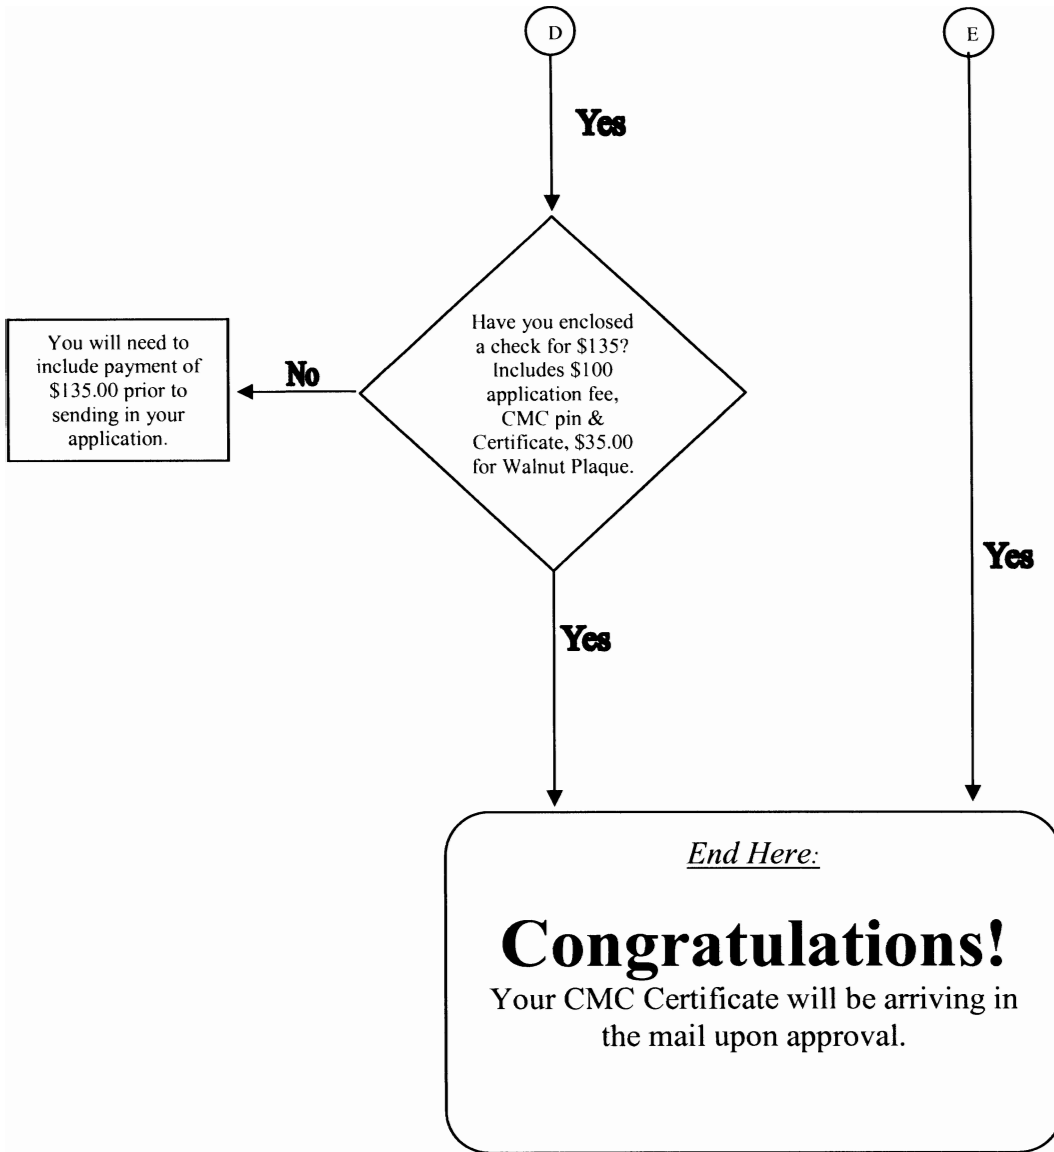 D
E
Yes
Have you enclosed
a check for $135?
Includes $100
application fee,
CMC pin &
Certificate, $35.00
for Walnut Plaque.
No
You will need to
include payment of
$135.00 prior to
sending in your
application.
Yes
Yes
End Here:
Congratulations!
Your CMC Certificate will be arriving in
the mail upon approval.